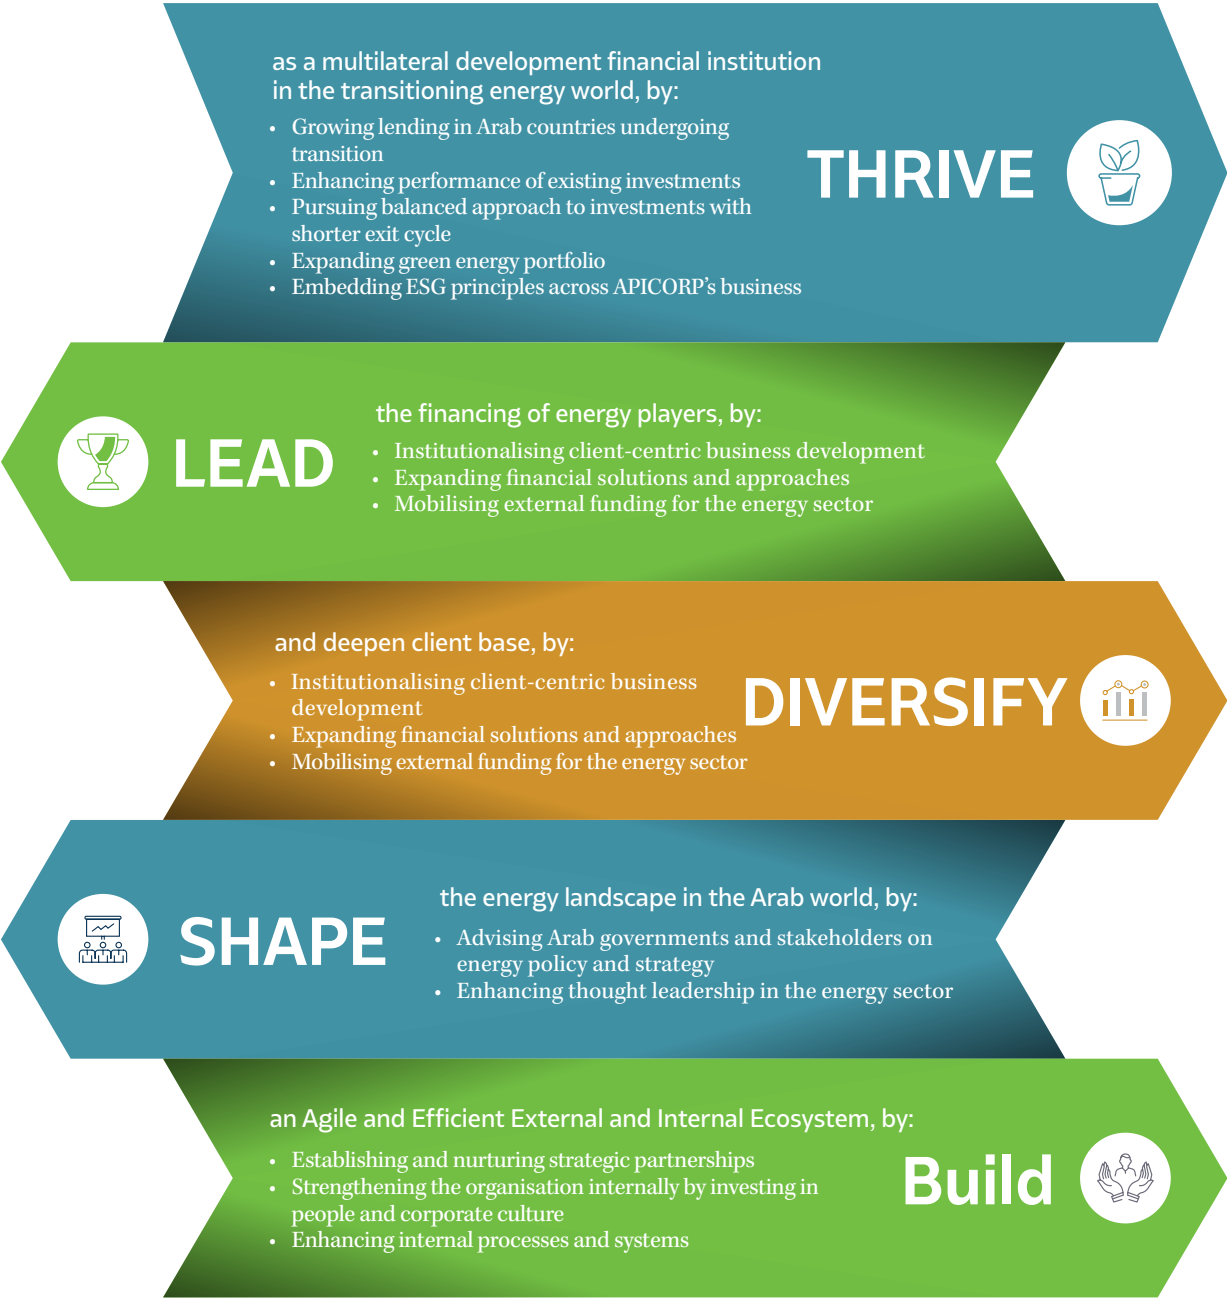 as a multilateral development financial institution
in the transitioning energy world, by:
• Growing lending in Arab countries undergoing
transition
• Enhancing performance of existing investments
• Pursuing balanced approach to investments with
shorter exit cycle
• Expanding green energy portfolio
• Embedding ESG principles across APICORP’s business
THRIVE
LEAD
the financing of energy players, by:
• Institutionalising client-centric business development
• Expanding financial solutions and approaches
• Mobilising external funding for the energy sector
and deepen client base, by:
• Institutionalising client-centric business
development
• Expanding financial solutions and approaches
• Mobilising external funding for the energy sector
DIVERSIFY
SHAPE
the energy landscape in the Arab world, by:
• Advising Arab governments and stakeholders on
energy policy and strategy
• Enhancing thought leadership in the energy sector
an Agile and Efficient External and Internal Ecosystem, by:
• Establishing and nurturing strategic partnerships
• Strengthening the organisation internally by investing in
people and corporate culture
• Enhancing internal processes and systems
Build